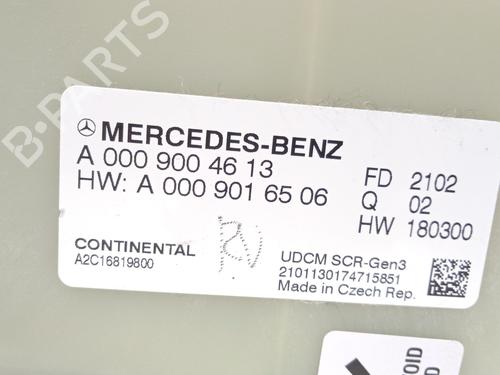 B-PARTS
MERCEDES-BENZ
A 000 900 46 13
HW: A 000 901 65 06
FD 2102
Q 02
HW 180300
CONTINENTAL
A2C16819800
UDCM SCR-Gen3
2101130174715851
Made in Czech Rep.
OID